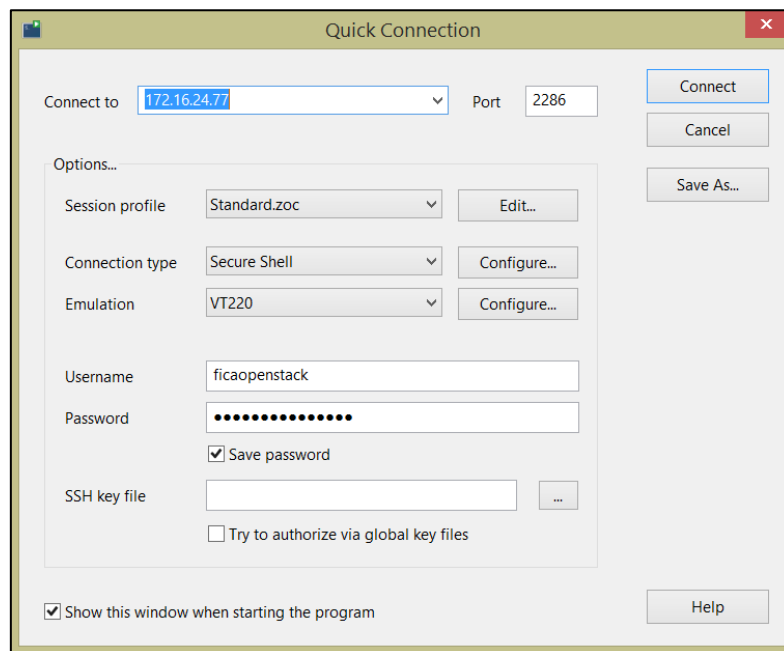 Quick Connection
Connect to 172.16.24.77 Port 2286 Connect
Cancel
Options...
Save As...
Session profile Standard.zoc Edit...
Connection type Secure Shell Configure...
Emulation VT220 Configure...
Username ficaopenstack
Password •••••••••••••••
Save password
SSH key file ...
Try to authorize via global key files
Show this window when starting the program Help